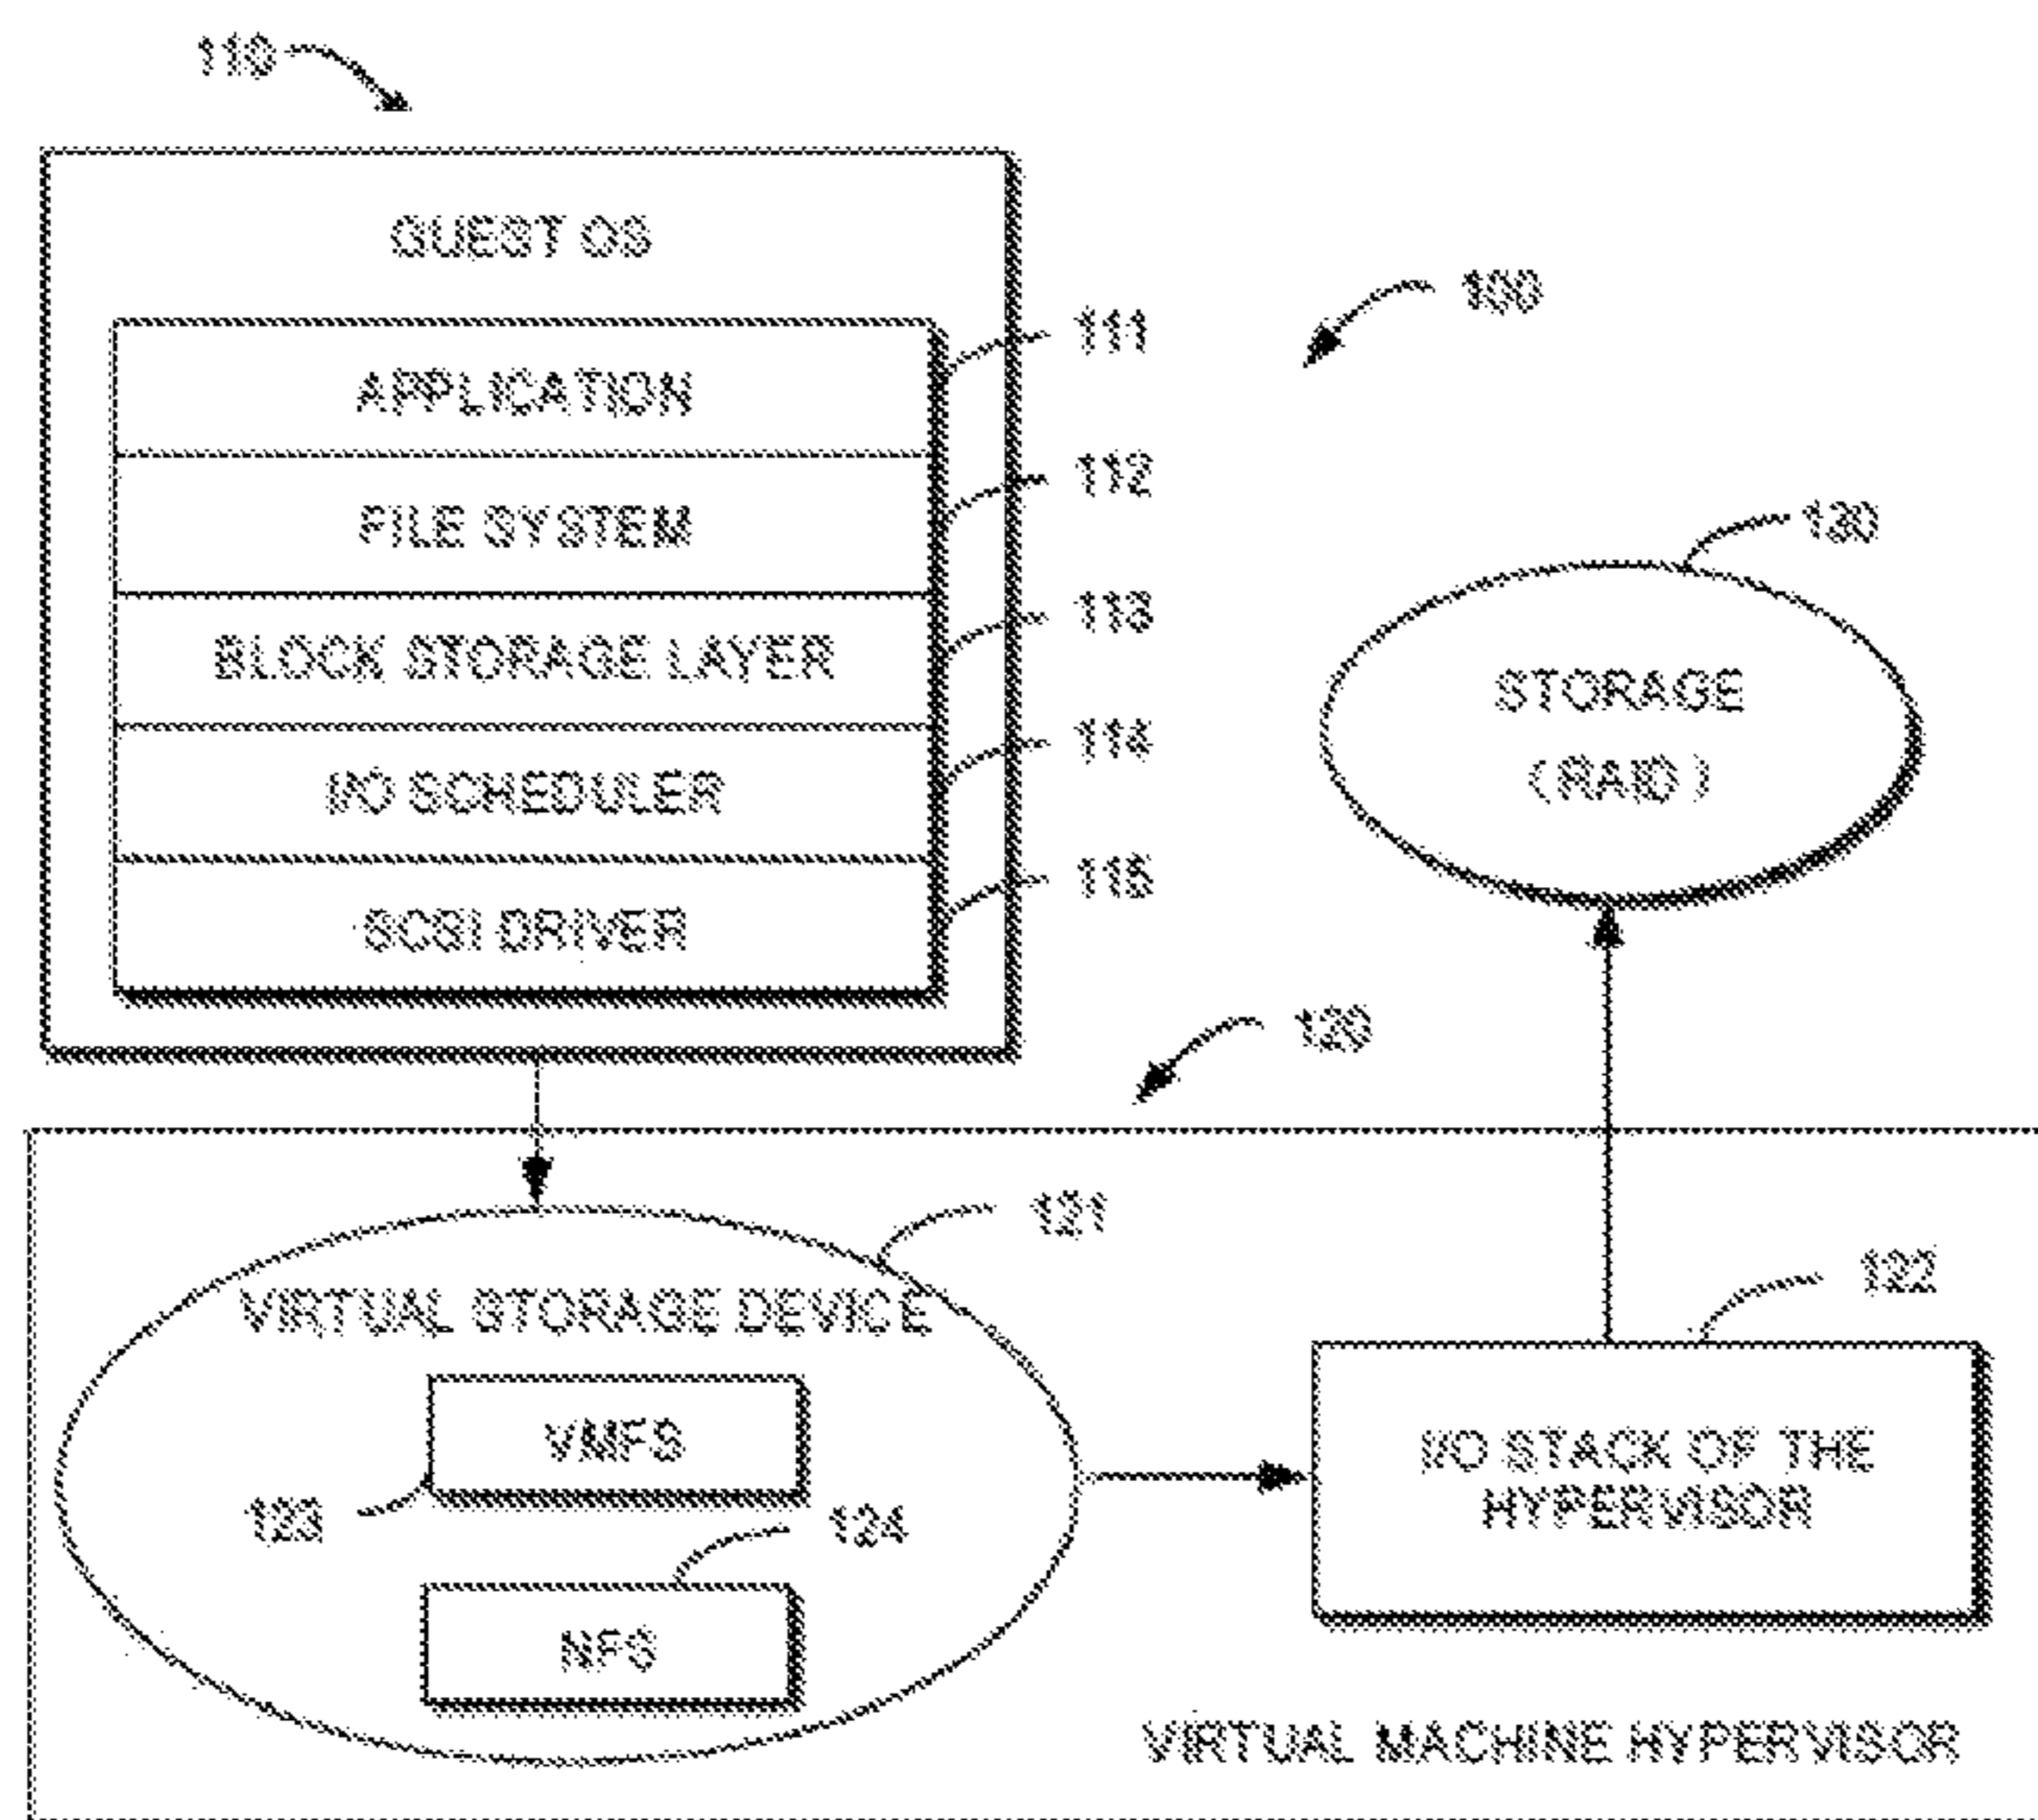 110
GUEST OS
100
APPLICATION
111
FILE SYSTEM
112
BLOCK STORAGE LAYER
113
I/O SCHEDULER
114
SCSI DRIVER
115
130
STORAGE
(RAID)
120
121
VIRTUAL STORAGE DEVICE
VMFS
123
124
NFS
122
I/O STACK OF THE
HYPERVISOR
VIRTUAL MACHINE HYPERVISOR